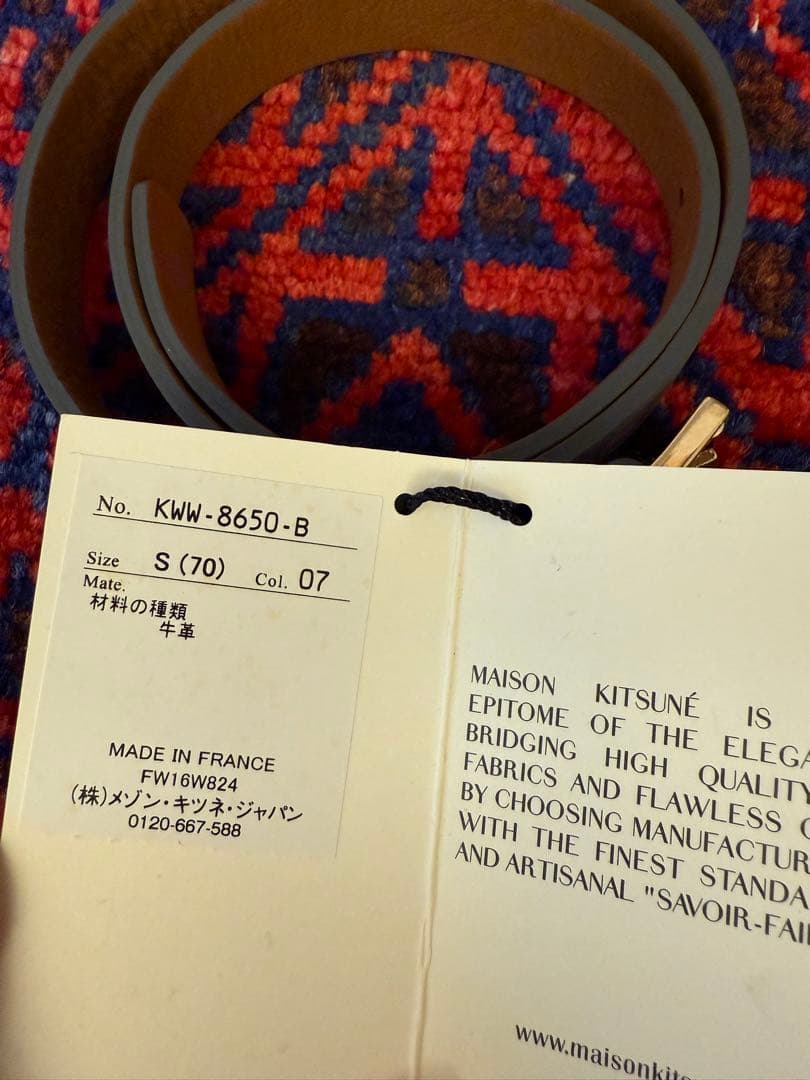 No. KWW-8650-B
Size S (70) Col. 07
Mate.
材料の種類
牛革
MADE IN FRANCE
FW16W824
(株)メゾン・キツネ・ジャパン
0120-667-588
MAISON KITSUNÉ IS
EPITOME OF THE
BRIDGING HIGH QUALITY
FABRICS AND FLAWLESS
BY CHOOSING
WITH THE FINEST
AND ARTISANAL